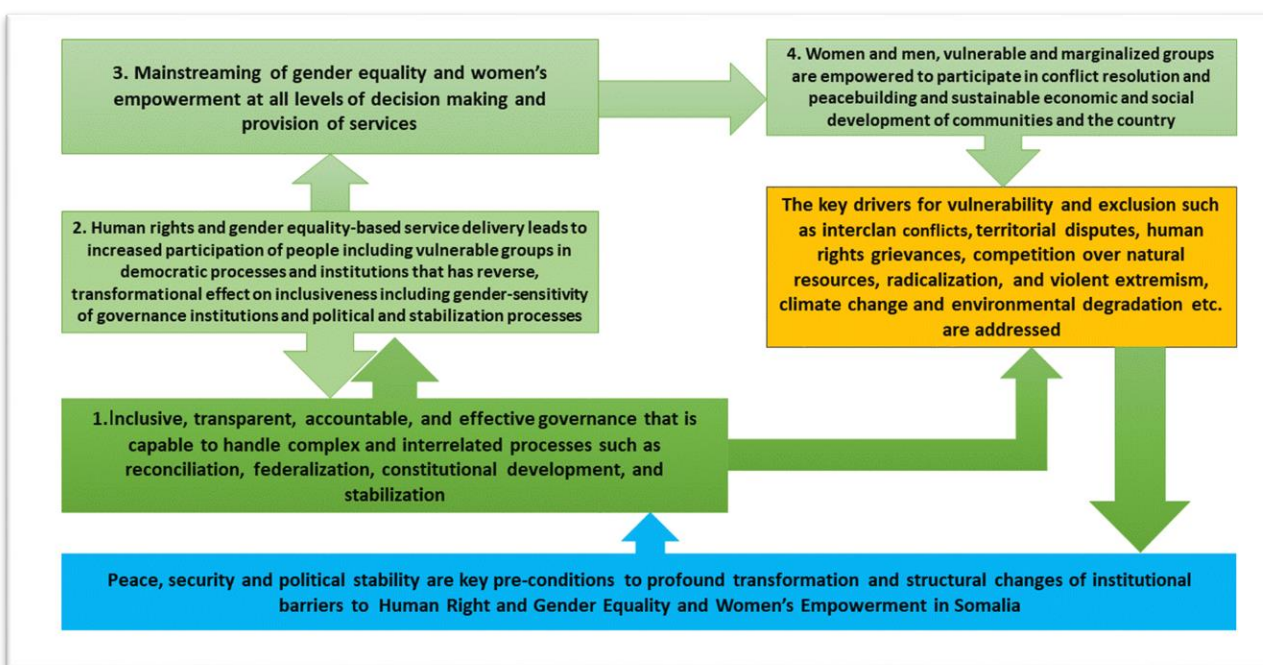 3. Mainstreaming of gender equality and women's
empowerment at all levels of decision making and
provision of services
4. Women and men, vulnerable and marginalized groups
are empowered to participate in conflict resolution and
peacebuilding and sustainable economic and social
development of communities and the country
2. Human rights and gender equality-based service delivery leads to
increased participation of people including vulnerable groups in
democratic processes and institutions that has reverse,
transformational effect on inclusiveness including gender-sensitivity
of governance institutions and political and stabilization processes
The key drivers for vulnerability and exclusion such
as interclan conflicts, territorial disputes, human
rights grievances, competition over natural
resources, radicalization, and violent extremism,
climate change and environmental degradation etc.
are addressed
1.Inclusive, transparent, accountable, and effective governance that is
capable to handle complex and interrelated processes such as
reconciliation, federalization, constitutional development, and
stabilization
Peace, security and political stability are key pre-conditions to profound transformation and structural changes of institutional
barriers to Human Right and Gender Equality and Women's Empowerment in Somalia